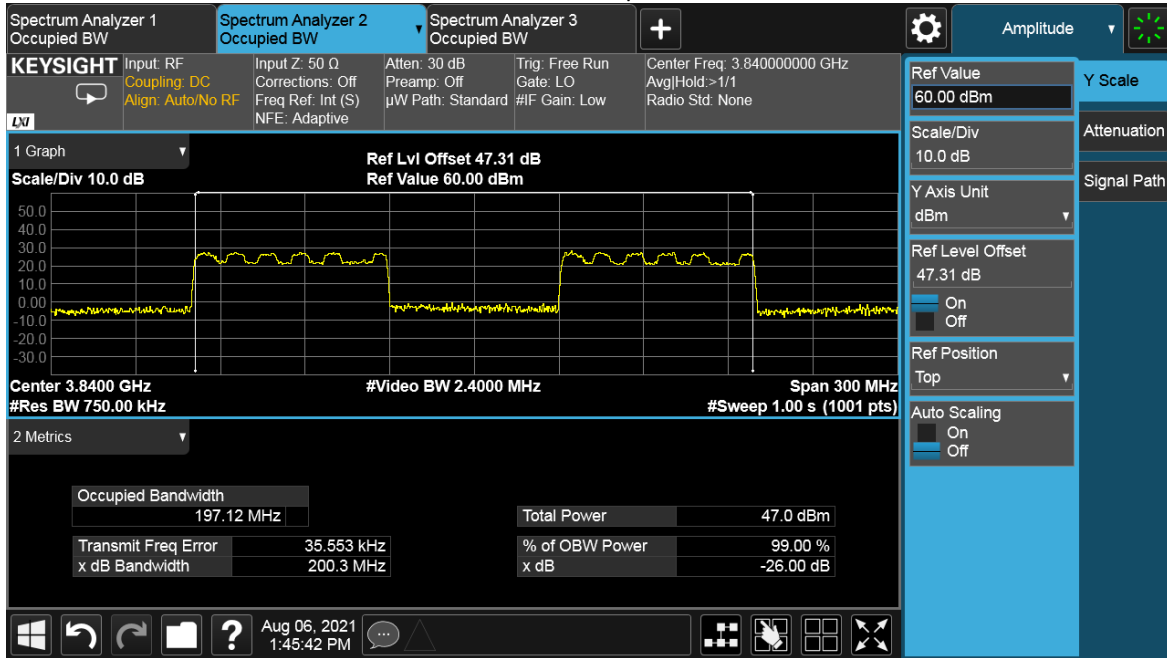 Spectrum Analyzer 1
Occupied BW
Spectrum Analyzer 2
Occupied BW
Spectrum Analyzer 3
Occupied BW
Amplitude
KEYSIGHT
LXI
Input: RF
Coupling: DC
Align: Auto/No RF
Input Z: 50 Ω
Corrections: Off
Freq Ref: Int (S)
NFE: Adaptive
Atten: 30 dB
Preamp: Off
µW Path: Standard
Trig: Free Run
Gate: LO
#IF Gain: Low
Center Freq: 3.840000000 GHz
Avg|Hold:>1/1
Radio Std: None
1 Graph
Scale/Div 10.0 dB
Ref Lvl Offset 47.31 dB
Ref Value 60.00 dBm
50.0
40.0
30.0
20.0
10.0
0.00
-10.0
-20.0
-30.0
Center 3.8400 GHz
#Res BW 750.00 kHz
#Video BW 2.4000 MHz
Span 300 MHz
#Sweep 1.00 s (1001 pts)
2 Metrics
Occupied Bandwidth
197.12 MHz
Transmit Freq Error 35.553 kHz
x dB Bandwidth 200.3 MHz
Total Power 47.0 dBm
% of OBW Power 99.00 %
x dB -26.00 dB
Ref Value
60.00 dBm
Scale/Div
10.0 dB
Y Axis Unit
dBm
Ref Level Offset
47.31 dB
On
Off
Ref Position
Top
Auto Scaling
On
Off
Y Scale
Attenuation
Signal Path
?
Aug 06, 2021
1:45:42 PM